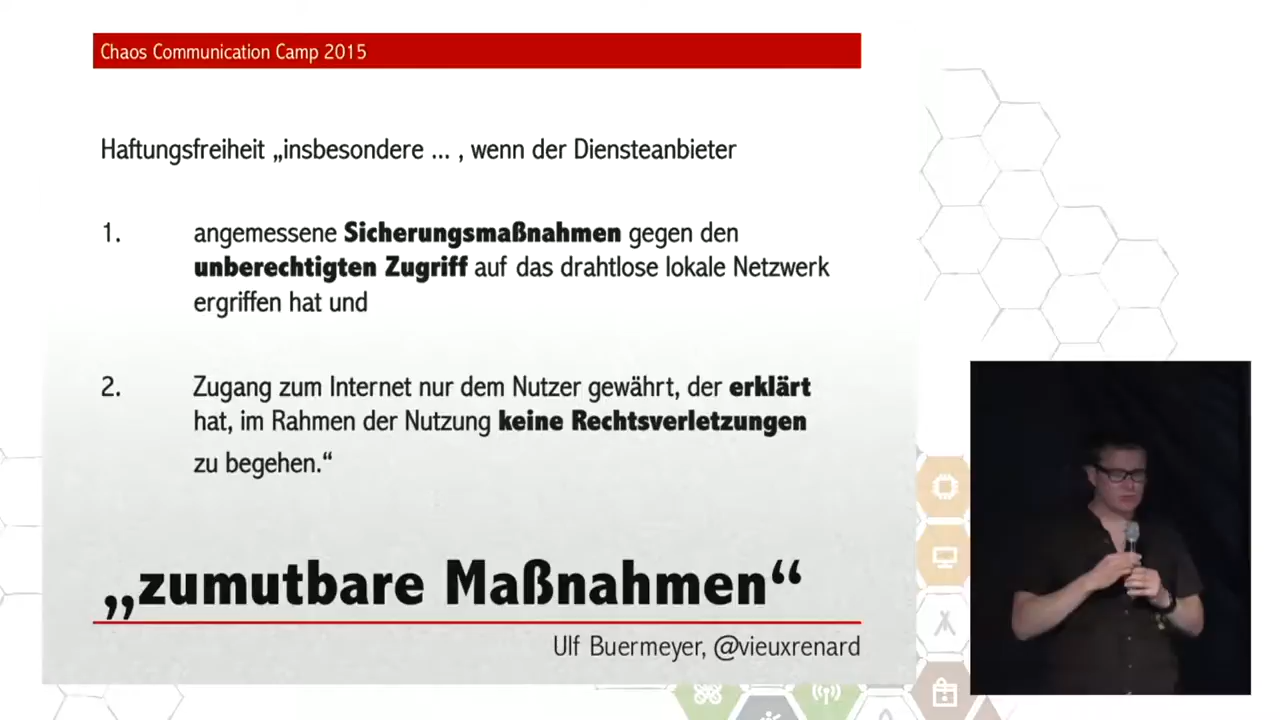 Chaos Communication Camp 2015
Haftungsfreiheit „insbesondere ... , wenn der Diensteanbieter
1. angemessene Sicherungsmaßnahmen gegen den
unberechtigten Zugriff auf das drahtlose lokale Netzwerk
ergriffen hat und
2. Zugang zum Internet nur dem Nutzer gewährt, der erklärt
hat, im Rahmen der Nutzung keine Rechtsverletzungen
zu begehen.“
„zumutbare Maßnahmen“
Ulf Buermeyer, @vieuxrenard